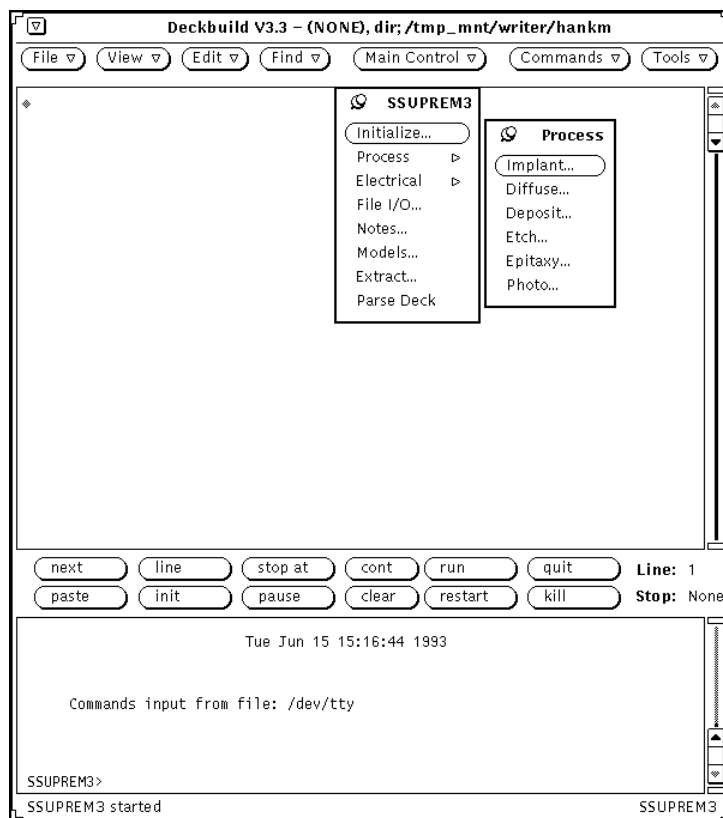 Deckbuild V3.3 – (NONE), dir; /tmp_mnt/writer/hankm
File View Edit Find Main Control Commands Tools
SSUPREM3
Initialize...
Process
Electrical
File I/O...
Notes...
Models...
Extract...
Parse Deck
Process
Implant...
Diffuse...
Deposit...
Etch...
Epitaxy...
Photo...
next line stop at cont run quit Line: 1
paste init pause clear restart kill Stop: None
Tue Jun 15 15:16:44 1993
Commands input from file: /dev/tty
SSUPREM3>
SSUPREM3 started SSUPREM3